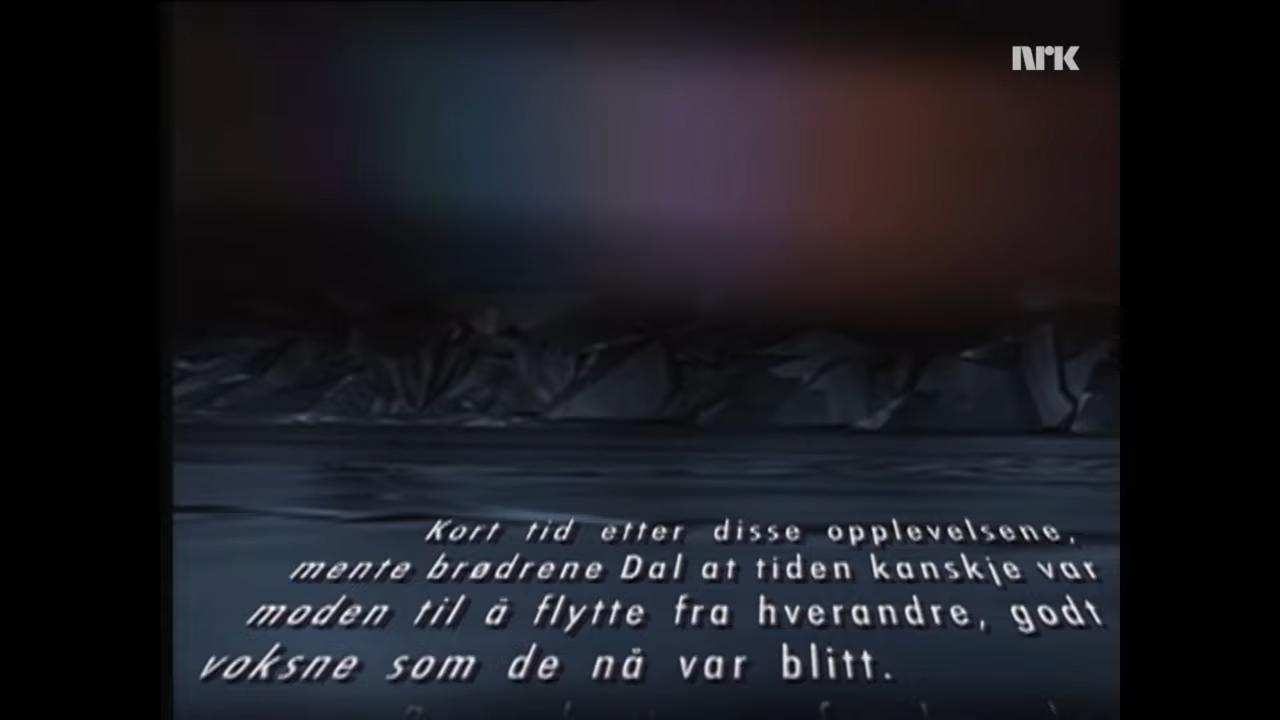 NRK
Kort tid etter disse opplevelsene,
mente brødrene Dal at tiden kanskje var
moden til å flytte fra hverandre, godt
voksne som de nå var blitt.